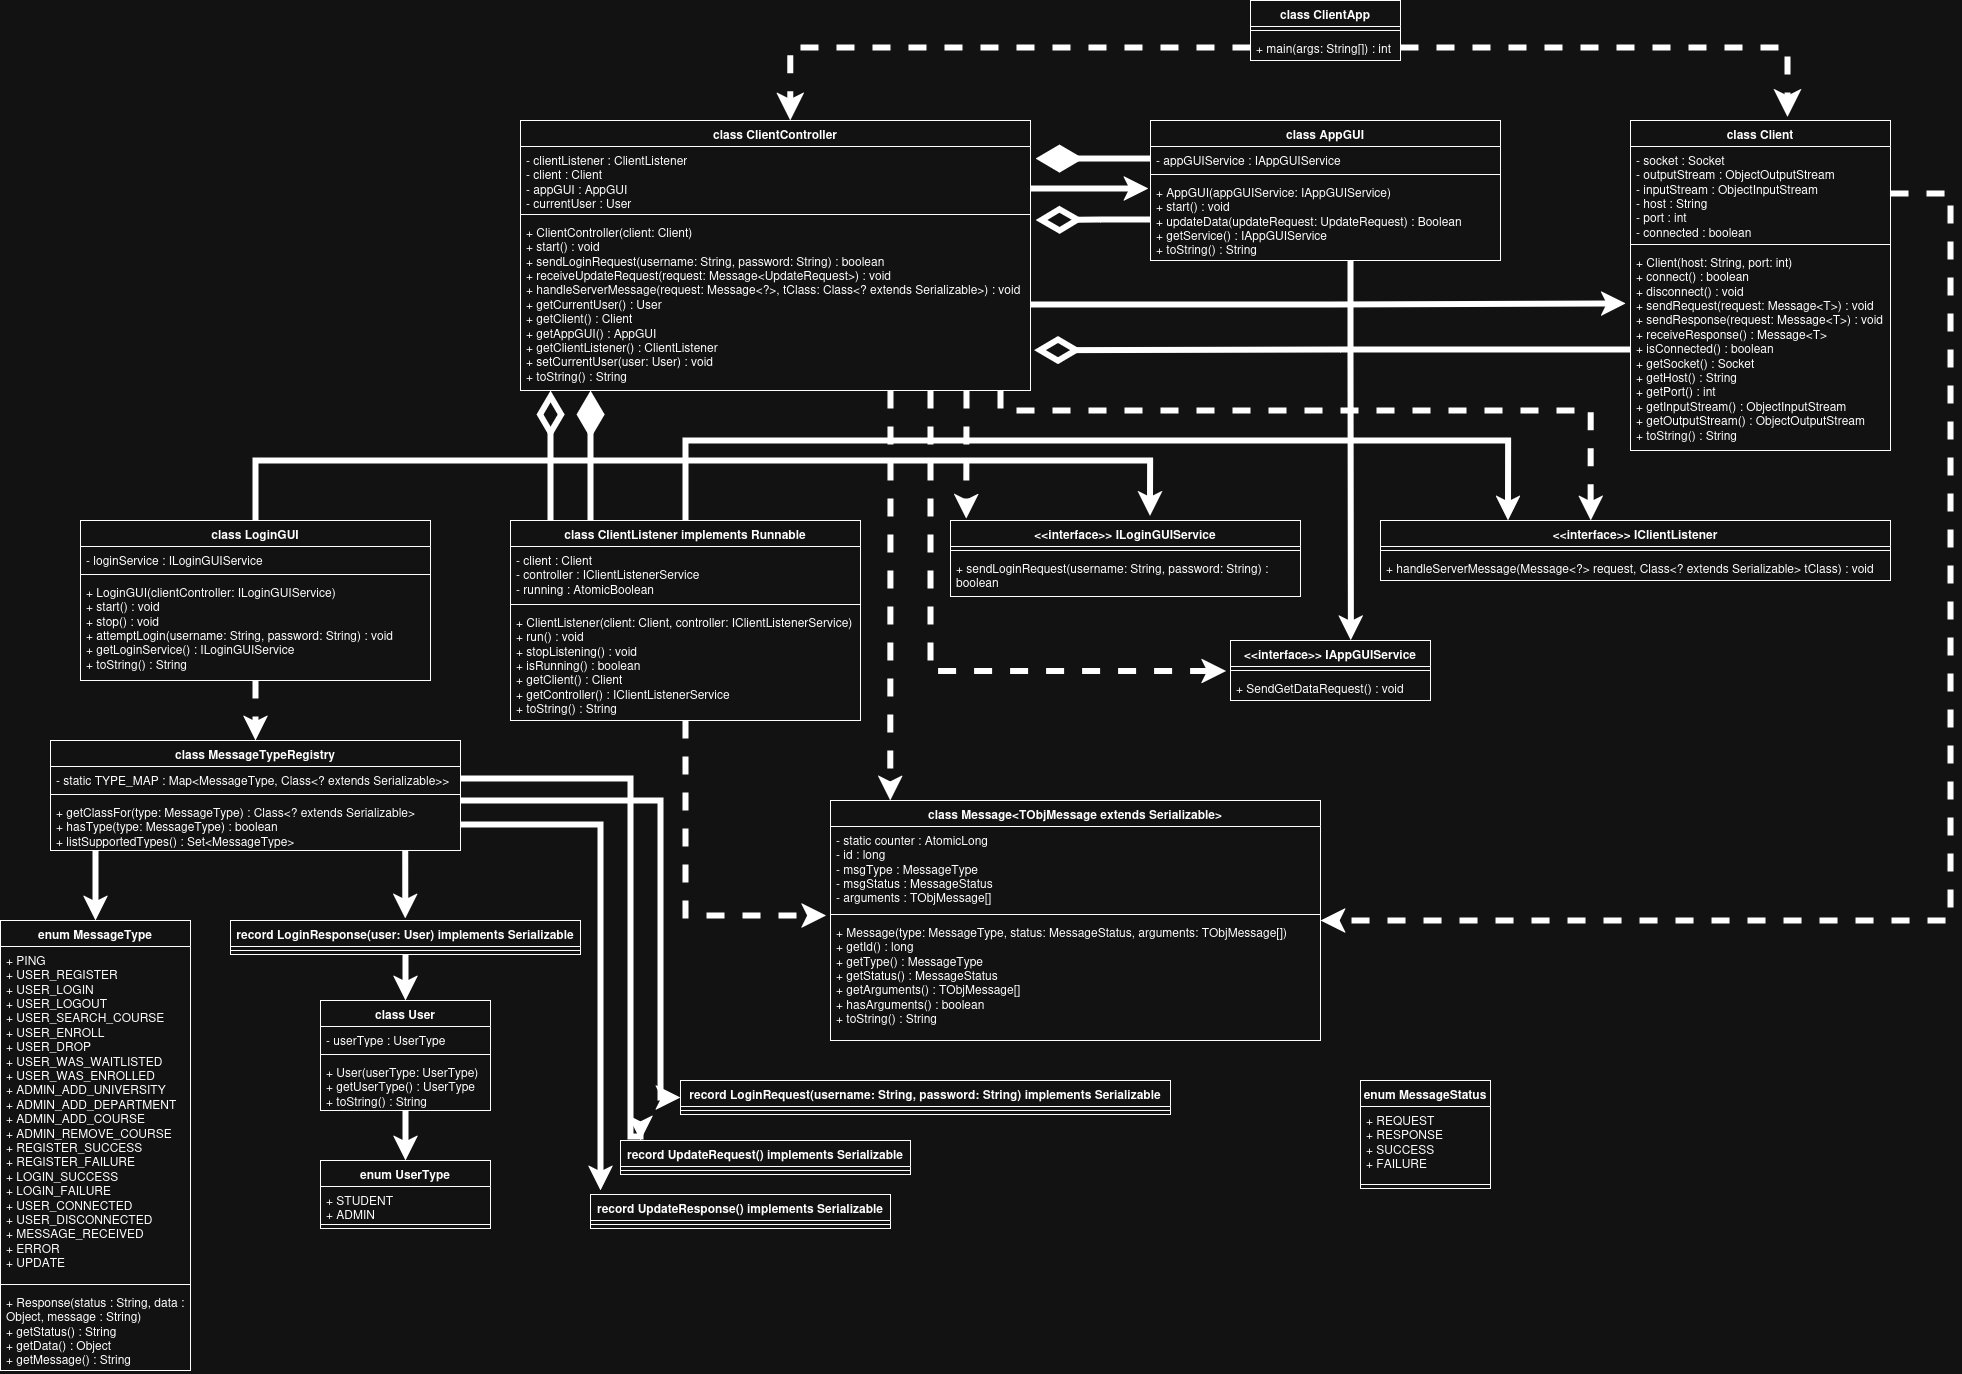 class ClientApp
+ main(args: String[]) : int
class ClientController
- clientListener : ClientListener
- client : Client
- appGUI : AppGUI
- currentUser : User
+ ClientController(client: Client)
+ start() : void
+ sendLoginRequest(username: String, password: String) : boolean
+ receiveUpdateRequest(request: Message<UpdateRequest>) : void
+ handleServerMessage(request: Message<?>, tClass: Class<? extends Serializable>) : void
+ getCurrentUser() : User
+ getClient() : Client
+ getAppGUI() : AppGUI
+ getClientListener() : ClientListener
+ setCurrentUser(user: User) : void
+ toString() : String
class AppGUI
- appGUIService : IAppGUIService
+ AppGUI(appGUIService: IAppGUIService)
+ start() : void
+ updateData(updateRequest: UpdateRequest) : Boolean
+ getService() : IAppGUIService
+ toString() : String
class Client
- socket : Socket
- outputStream : ObjectOutputStream
- inputStream : ObjectInputStream
- host : String
- port : int
- connected : boolean
+ Client(host: String, port: int)
+ connect() : boolean
+ disconnect() : void
+ sendRequest(request: Message<T>) : void
+ sendResponse(request: Message<T>) : void
+ receiveResponse() : Message<T>
+ isConnected() : boolean
+ getSocket() : Socket
+ getHost() : String
+ getPort() : int
+ getInputStream() : ObjectInputStream
+ getOutputStream() : ObjectOutputStream
+ toString() : String
class LoginGUI
- loginService : ILoginGUIService
+ LoginGUI(clientController: ILoginGUIService)
+ start() : void
+ stop() : void
+ attemptLogin(username: String, password: String) : void
+ getLoginService() : ILoginGUIService
+ toString() : String
class ClientListener implements Runnable
- client : Client
- controller : IClientListenerService
- running : AtomicBoolean
+ ClientListener(client: Client, controller: IClientListenerService)
+ run() : void
+ stopListening() : void
+ isRunning() : boolean
+ getClient() : Client
+ getController() : IClientListenerService
+ toString() : String
<<interface>> ILoginGUIService
+ sendLoginRequest(username: String, password: String) :
boolean
<<interface>> IClientListener
+ handleServerMessage(Message<?> request, Class<? extends Serializable> tClass) : void
<<interface>> IAppGUIService
+ SendGetDataRequest() : void
class MessageTypeRegistry
- static TYPE_MAP : Map<MessageType, Class<? extends Serializable>>
+ getClassFor(type: MessageType) : Class<? extends Serializable>
+ hasType(type: MessageType) : boolean
+ listSupportedTypes() : Set<MessageType>
class Message<TObjMessage extends Serializable>
- static counter : AtomicLong
- id : long
- msgType : MessageType
- msgStatus : MessageStatus
- arguments : TObjMessage[]
+ Message(type: MessageType, status: MessageStatus, arguments: TObjMessage[])
+ getId() : long
+ getType() : MessageType
+ getStatus() : MessageStatus
+ getArguments() : TObjMessage[]
+ hasArguments() : boolean
+ toString() : String
enum MessageType
+ PING
+ USER_REGISTER
+ USER_LOGIN
+ USER_LOGOUT
+ USER_SEARCH_COURSE
+ USER_ENROLL
+ USER_DROP
+ USER_WAS_WAITLISTED
+ USER_WAS_ENROLLED
+ ADMIN_ADD_UNIVERSITY
+ ADMIN_ADD_DEPARTMENT
+ ADMIN_ADD_COURSE
+ ADMIN_REMOVE_COURSE
+ REGISTER_SUCCESS
+ REGISTER_FAILURE
+ LOGIN_SUCCESS
+ LOGIN_FAILURE
+ USER_CONNECTED
+ USER_DISCONNECTED
+ MESSAGE_RECEIVED
+ ERROR
+ UPDATE
+ Response(status : String, data :
Object, message : String)
+ getStatus() : String
+ getData() : Object
+ getMessage() : String
record LoginResponse(user: User) implements Serializable
class User
- userType : UserType
+ User(userType: UserType)
+ getUserType() : UserType
+ toString() : String
enum UserType
+ STUDENT
+ ADMIN
record LoginRequest(username: String, password: String) implements Serializable
record UpdateRequest() implements Serializable
record UpdateResponse() implements Serializable
enum MessageStatus
+ REQUEST
+ RESPONSE
+ SUCCESS
+ FAILURE